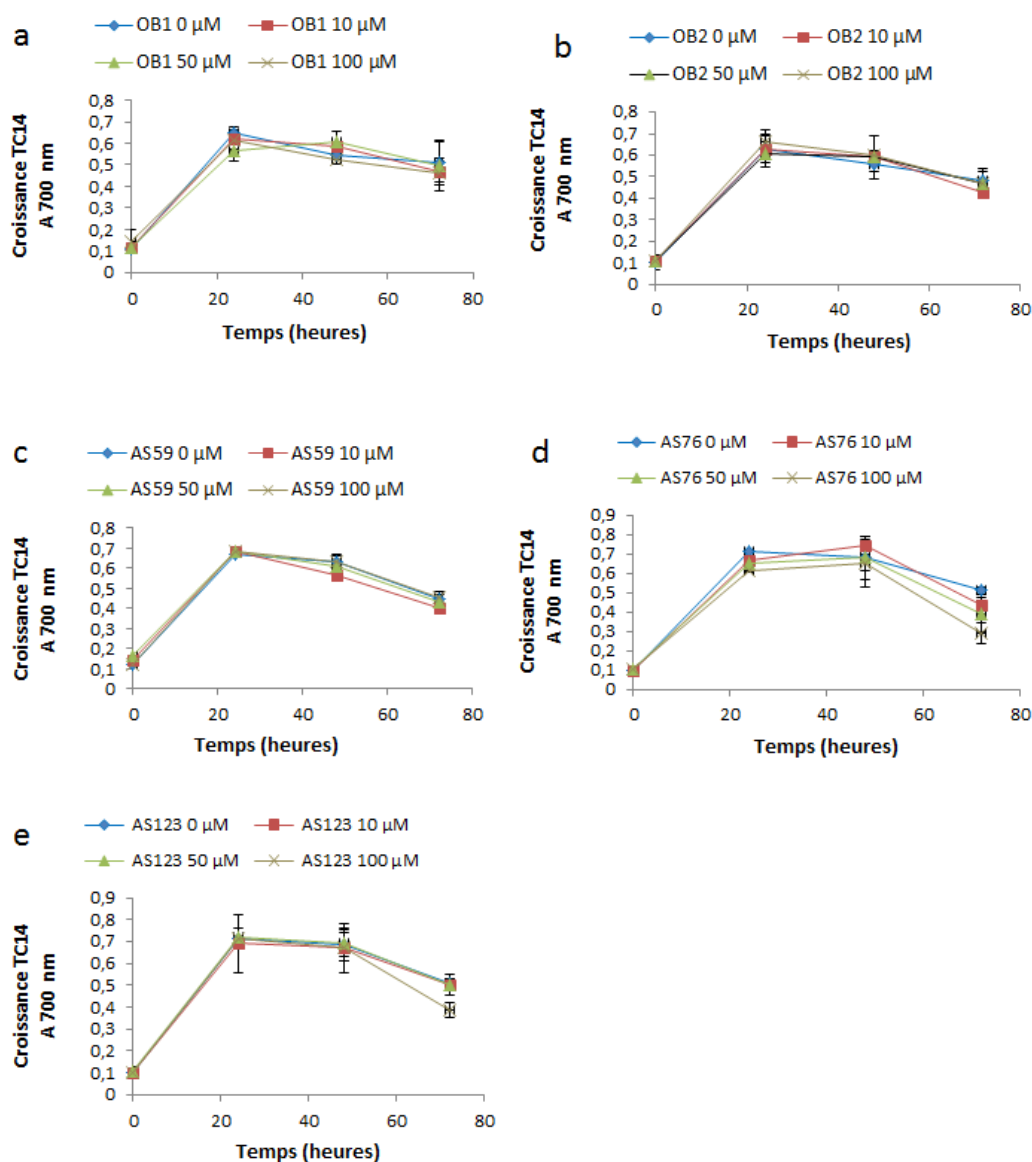 a
OB1 0 µM OB1 10 µM
OB1 50 µM OB1 100 µM
Croissance TC14
A 700 nm
0,8
0,7
0,6
0,5
0,4
0,3
0,2
0,1
0
0 20 40 60 80
Temps (heures)
b
OB2 0 µM OB2 10 µM
OB2 50 µM OB2 100 µM
Croissance TC14
A 700 nm
0,8
0,7
0,6
0,5
0,4
0,3
0,2
0,1
0
0 20 40 60 80
Temps (heures)
c
AS59 0 µM AS59 10 µM
AS59 50 µM AS59 100 µM
Croissance TC14
A 700 nm
0,8
0,7
0,6
0,5
0,4
0,3
0,2
0,1
0
0 20 40 60 80
Temps (heures)
d
AS76 0 µM AS76 10 µM
AS76 50 µM AS76 100 µM
Croissance TC14
A 700 nm
0,9
0,8
0,7
0,6
0,5
0,4
0,3
0,2
0,1
0
0 20 40 60 80
Temps (heures)
e
AS123 0 µM AS123 10 µM
AS123 50 µM AS123 100 µM
Croissance TC14
A 700 nm
0,9
0,8
0,7
0,6
0,5
0,4
0,3
0,2
0,1
0
0 20 40 60 80
Temps (heures)